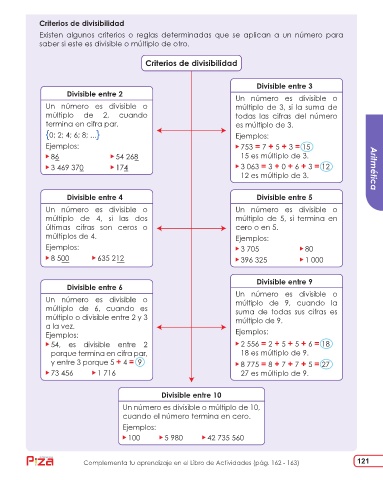 Criterios de divisibilidad
Existen algunos criterios o reglas determinadas que se aplican a un número para
saber si este es divisible o múltiplo de otro.
Criterios de divisibilidad
Divisible entre 2
Un número es divisible o
múltiplo de 2, cuando
termina en cifra par.
{0; 2; 4; 6; 8; ...}
Ejemplos:
86
54 268
3 469 370
174
Divisible entre 3
Un número es divisible o
múltiplo de 3, si la suma de
todas las cifras del número
es múltiplo de 3.
Ejemplos:
753 = 7 + 5 + 3 = 15
15 es múltiplo de 3.
3 063 = 3 + 0 + 6 + 3 = 12
12 es múltiplo de 3.
Aritmética
Divisible entre 4
Un número es divisible o
múltiplo de 4, si las dos
últimas cifras son ceros o
múltiplos de 4.
Ejemplos:
8 500
635 212
Divisible entre 5
Un número es divisible o
múltiplo de 5, si termina en
cero o en 5.
Ejemplos:
3 705
80
396 325
1 000
Divisible entre 6
Un número es divisible o
múltiplo de 6, cuando es
múltiplo o divisible entre 2 y 3
a la vez.
Ejemplos:
54, es divisible entre 2
porque termina en cifra par,
y entre 3 porque 5 + 4 = 9
73 456
1 716
Divisible entre 9
Un número es divisible o
múltiplo de 9, cuando la
suma de todas sus cifras es
múltiplo de 9.
Ejemplos:
2 556 = 2 + 5 + 5 + 6 = 18
18 es múltiplo de 9.
8 775 = 8 + 7 + 7 + 5 = 27
27 es múltiplo de 9.
Divisible entre 10
Un número es divisible o múltiplo de 10,
cuando el número termina en cero.
Ejemplos:
100
5 980
42 735 560
Complementa tu aprendizaje en el Libro de Actividades (pág. 162 - 163)
121